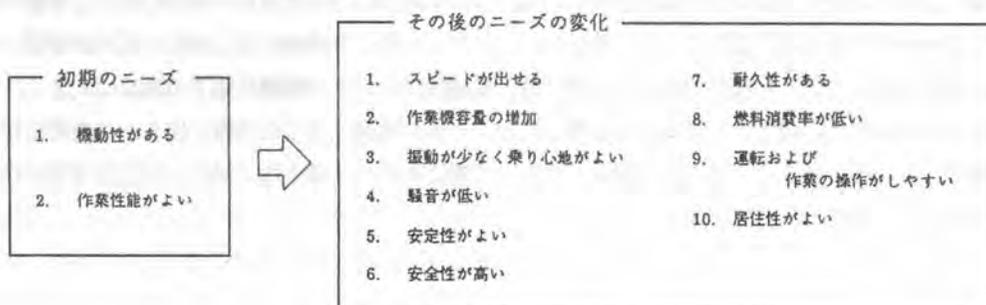 その後のニーズの変化
初期のニーズ
1. 機動性がある
2. 作業性能がよい
1. スピードが出せる
2. 作業機容量の増加
3. 振動が少なく乗り心地がよい
4. 騒音が低い
5. 安定性がよい
6. 安全性が高い
7. 耐久性がある
8. 燃料消費率が低い
9. 運転および
作業の操作がしやすい
10. 居住性がよい